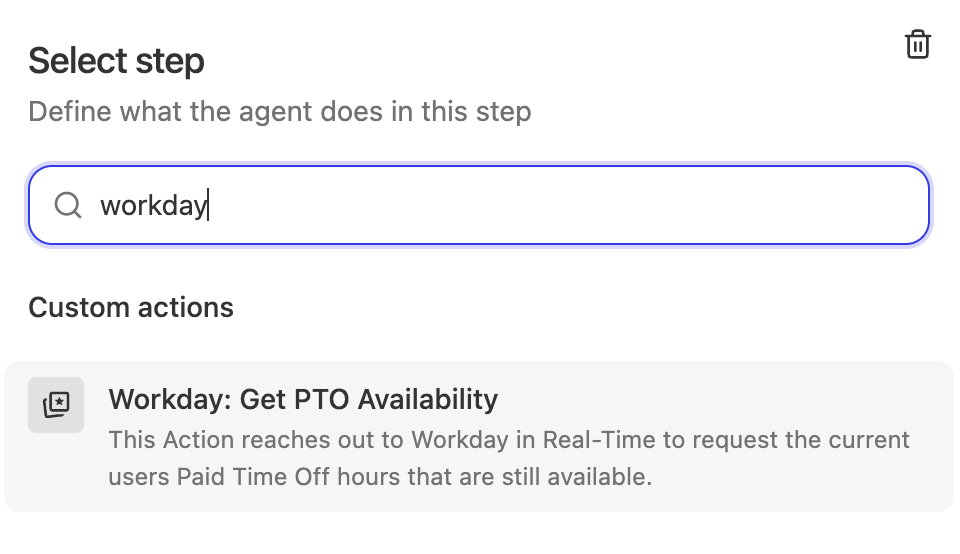 Select step
Define what the agent does in this step
workday
Custom actions
Workday: Get PTO Availability
This Action reaches out to Workday in Real-Time to request the current
users Paid Time Off hours that are still available.